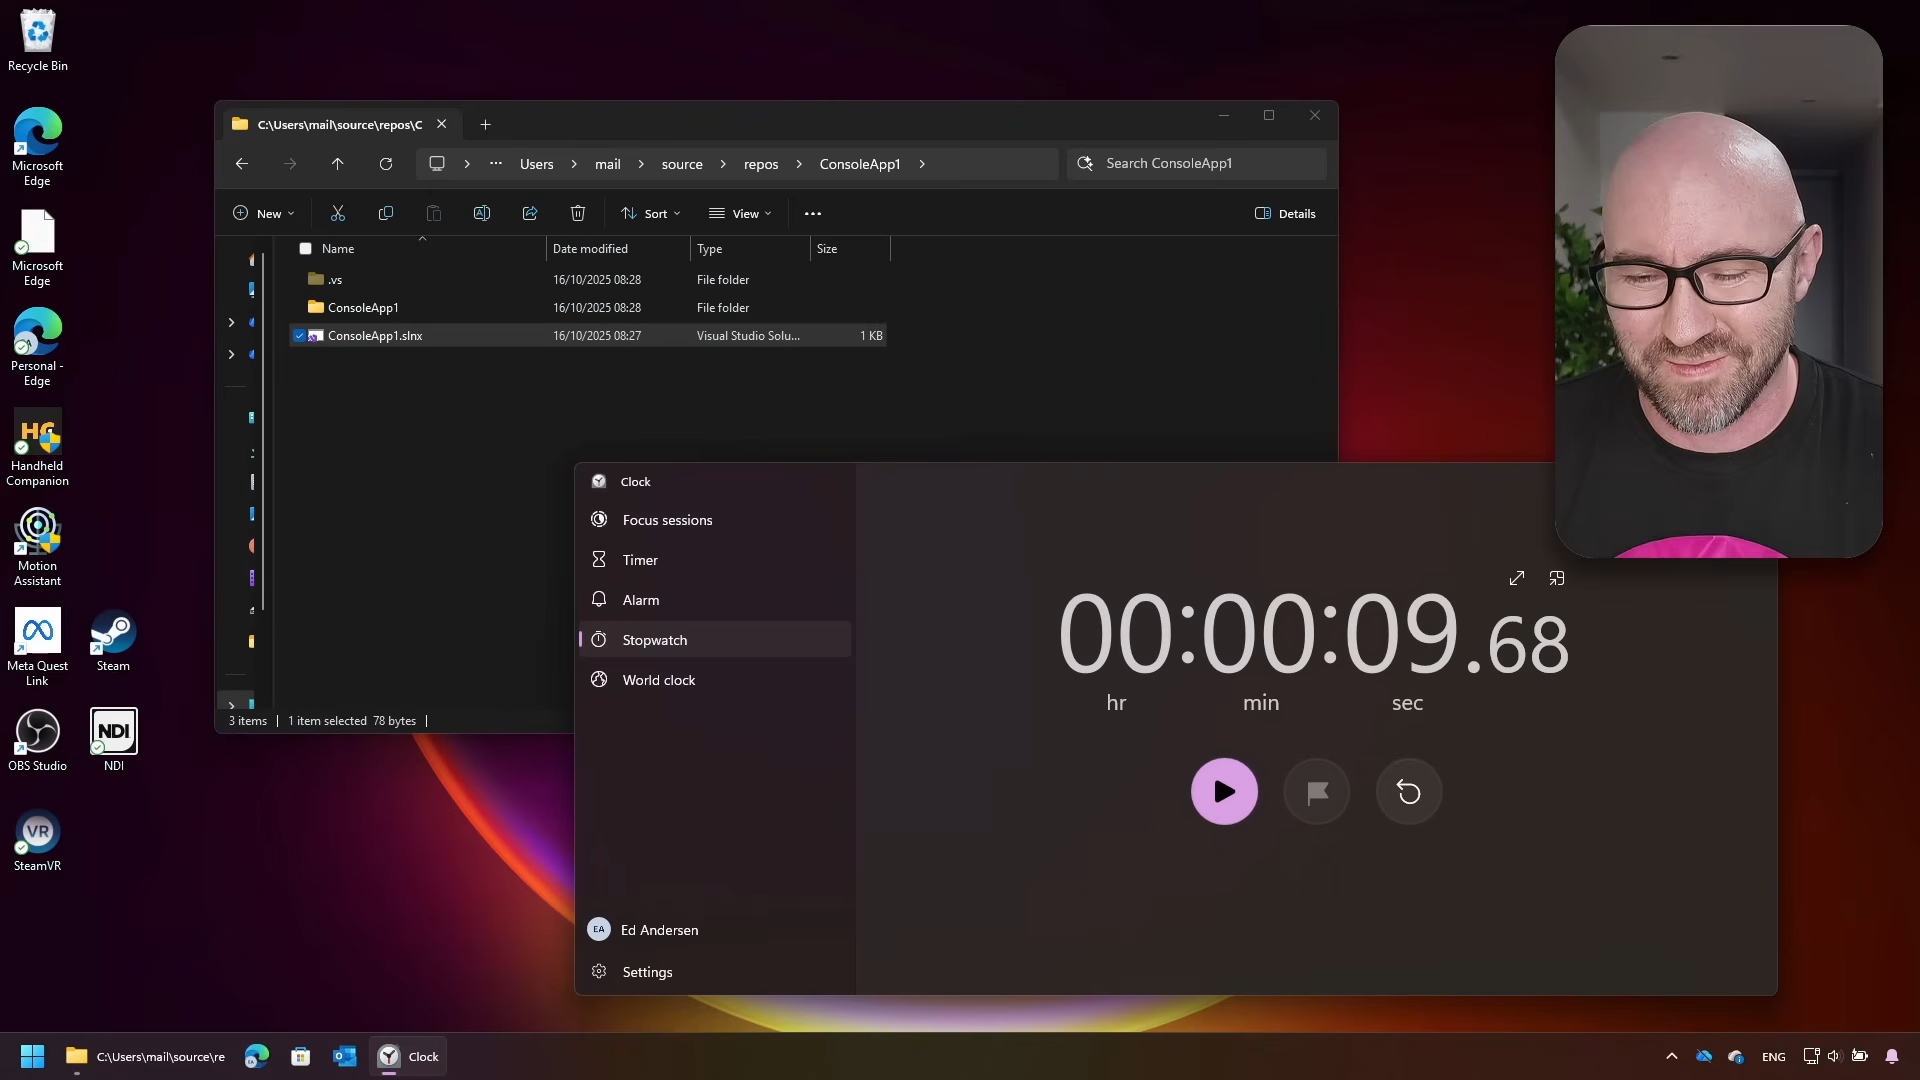 Recycle Bin
Microsoft
Edge
Microsoft
Edge
Personal -
Edge
HC
Handheld
Companion
Motion
Assistant
Meta Quest
Link
Steam
OBS Studio
NDI
NDI
VR
SteamVR
C:\Users\mail\source\repos\C
Users
mail
source
repos
ConsoleApp1
Search ConsoleApp1
New
Sort
View
Details
Name
Date modified
Type
Size
.vs
16/10/2025 08:28
File folder
ConsoleApp1
16/10/2025 08:28
File folder
ConsoleApp1.slnx
16/10/2025 08:27
Visual Studio Solu...
1 KB
3 items
1 item selected 78 bytes
Clock
Focus sessions
Timer
Alarm
Stopwatch
World clock
EA
Ed Andersen
Settings
00:00:09.68
hr
min
sec
C:\Users\mail\source\re
Clock
ENG